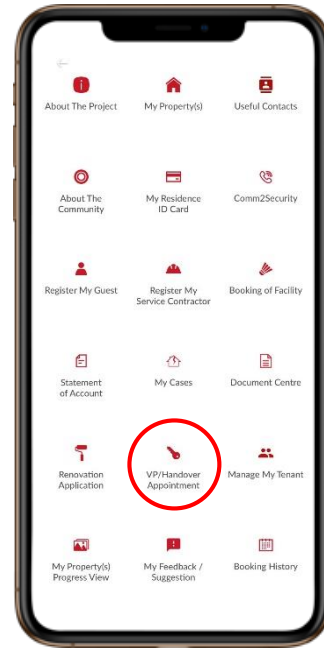 About The Project
My Property(s)
Useful Contacts
About The
Community
My Residence
ID Card
Comm2Security
Register My Guest
Register My
Service Contractor
Booking of Facility
Statement
of Account
My Cases
Document Centre
Renovation
Application
VP/Handover
Appointment
Manage My Tenant
My Property(s)
Progress View
My Feedback /
Suggestion
Booking History